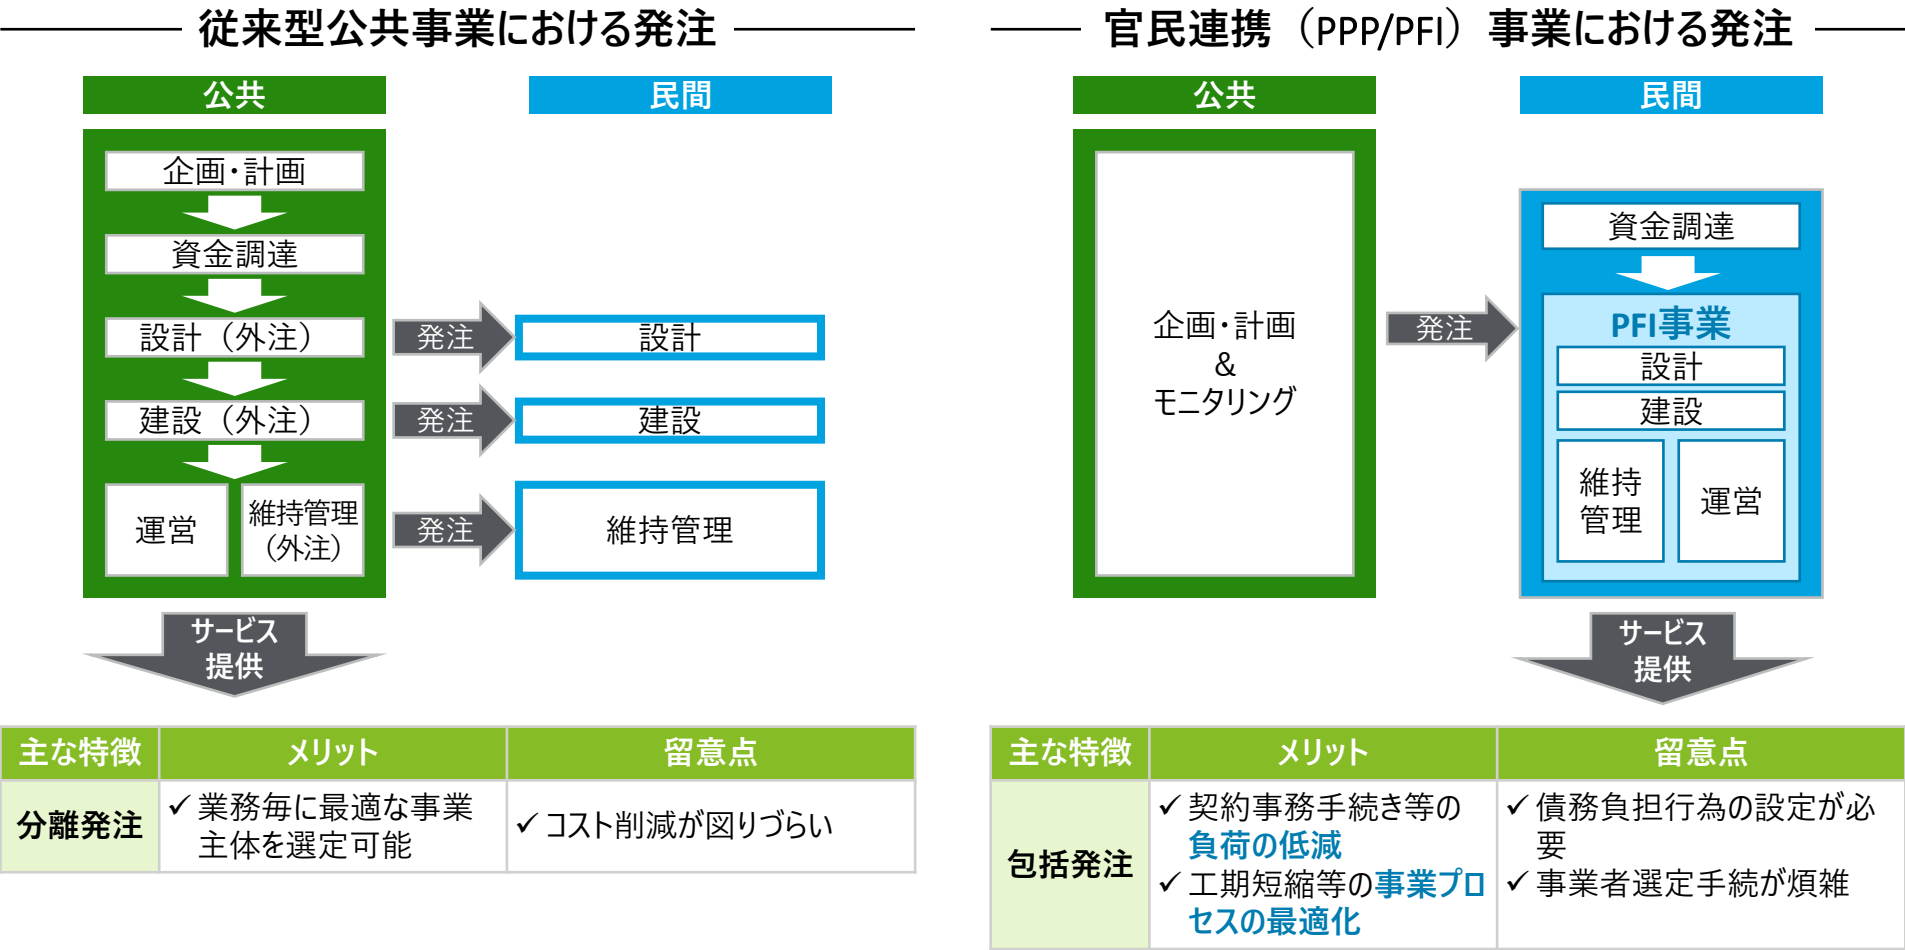 従来型公共事業における発注
公共
民間
企画・計画
資金調達
設計（外注）
発注
設計
建設（外注）
発注
建設
運営
維持管理
（外注）
発注
維持管理
サービス
提供
主な特徴
メリット
留意点
分離発注
✓業務毎に最適な事業
主体を選定可能
✓コスト削減が図りづらい
官民連携（PPP/PFI）事業における発注
公共
民間
企画・計画
&
モニタリング
発注
資金調達
PFI事業
設計
建設
維持
管理
運営
サービス
提供
主な特徴
メリット
留意点
包括発注
✓契約事務手続き等の
負荷の低減
✓工期短縮等の事業プロ
セスの最適化
✓債務負担行為の設定が必
要
✓事業者選定手続が煩雑